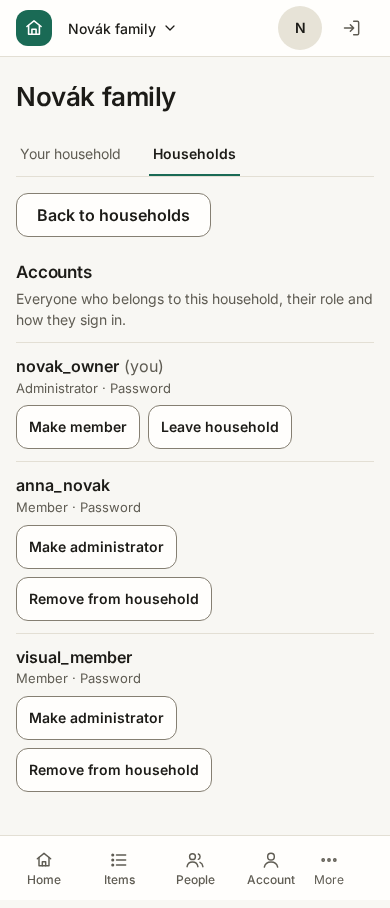 Novák family
N
Novák family
Your household
Households
Back to households
Accounts
Everyone who belongs to this household, their role and
how they sign in.
novak_owner (you)
Administrator · Password
Make member
Leave household
anna_novak
Member · Password
Make administrator
Remove from household
visual_member
Member · Password
Make administrator
Remove from household
Home
Items
People
Account
More